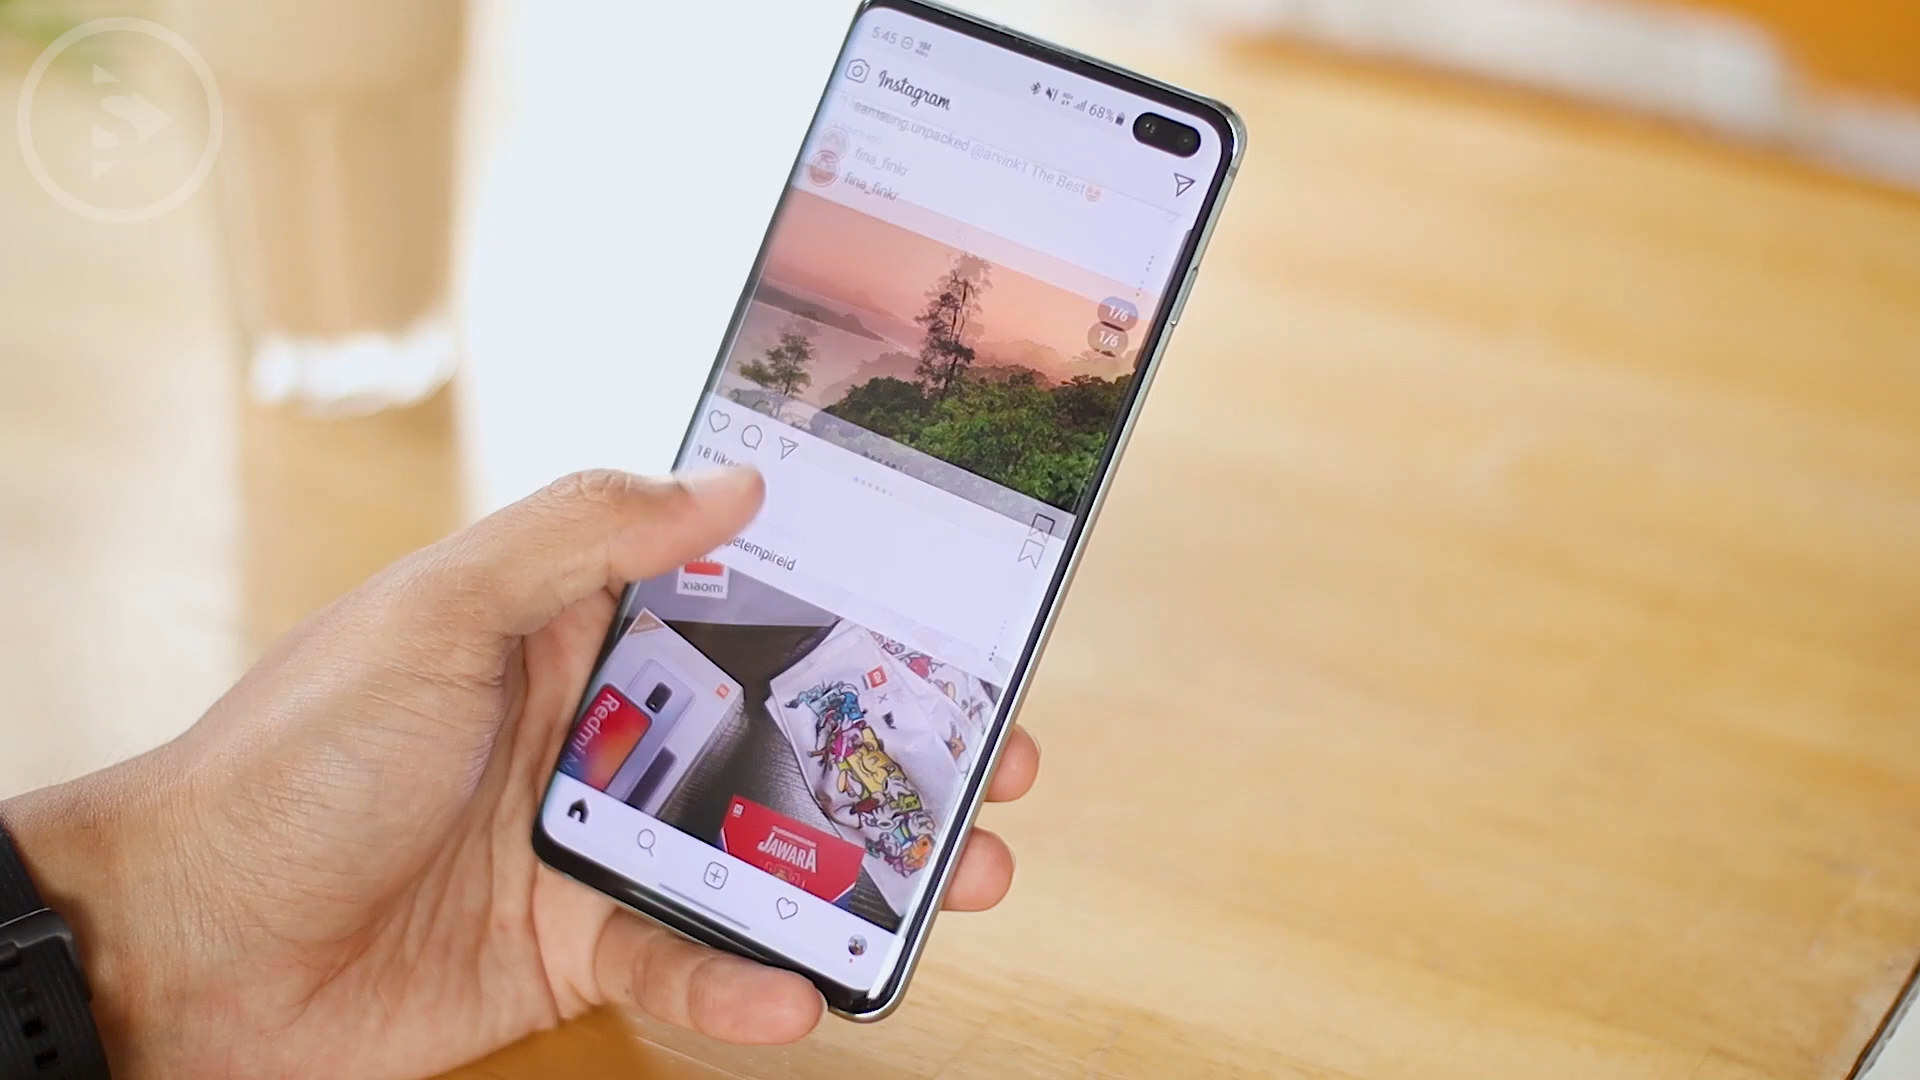 S
5:45
68%
Instagram
samsung.unpacked @arvink1 The Best
fina_finkr
fina_finkr
1/6
1/6
18 likes
getempireid
xiaomi
Redmi
JAWARA